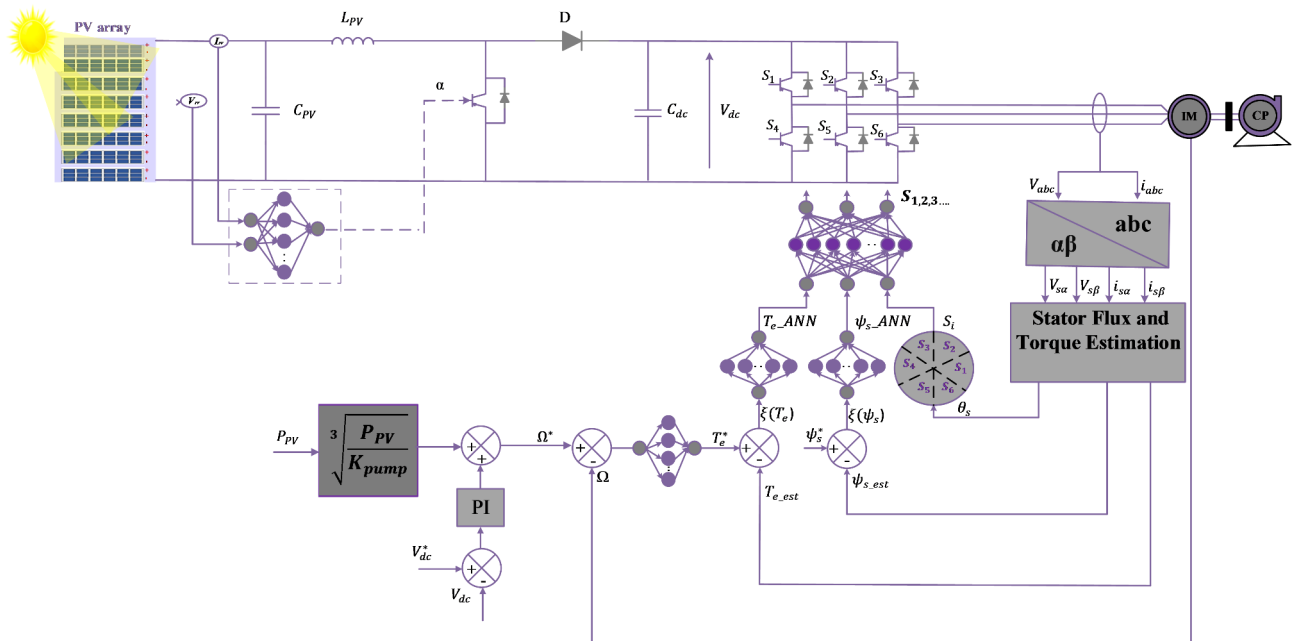 PV array
L_PV
D
I_PV
V_PV
C_PV
α
C_dc
V_dc
S_1
S_2
S_3
S_4
S_5
S_6
IM
CP
S_1,2,3....
V_abc
i_abc
abc
αβ
V_sα
V_sβ
i_sα
i_sβ
Stator Flux and
Torque Estimation
T_e_ANN
ψ_s_ANN
S_i
S_3
S_2
S_4
S_1
S_5
S_6
θ_s
ξ(T_e)
ξ(ψ_s)
P_PV
∛(P_PV / K_pump)
+
+
Ω*
+
-
Ω
T_e*
+
-
ψ_s*
+
-
T_e_est
ψ_s_est
PI
V_dc*
+
-
V_dc